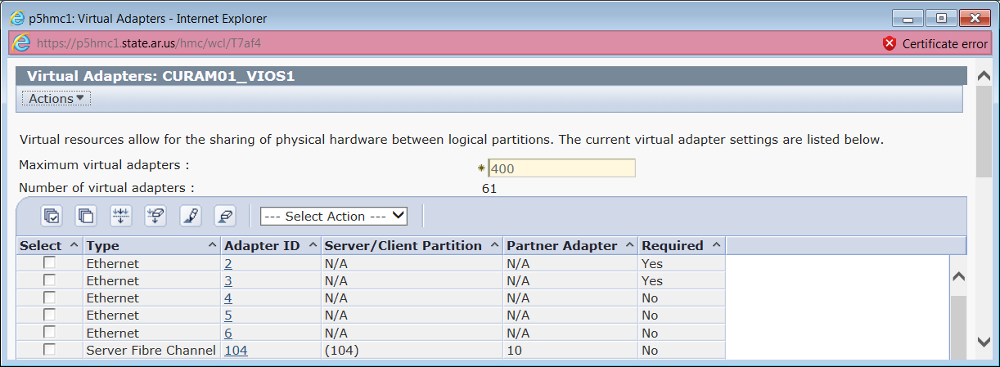 p5hmc1: Virtual Adapters - Internet Explorer
https://p5hmc1.state.ar.us/hmc/wcl/T7af4 Certificate error
Virtual Adapters: CURAM01_VIOS1
Actions
Virtual resources allow for the sharing of physical hardware between logical partitions. The current virtual adapter settings are listed below.
Maximum virtual adapters : 400
Number of virtual adapters : 61
--- Select Action ---
Select Type Adapter ID Server/Client Partition Partner Adapter Required
Ethernet 2 N/A N/A Yes
Ethernet 3 N/A N/A Yes
Ethernet 4 N/A N/A No
Ethernet 5 N/A N/A No
Ethernet 6 N/A N/A No
Server Fibre Channel 104 (104) 10 No